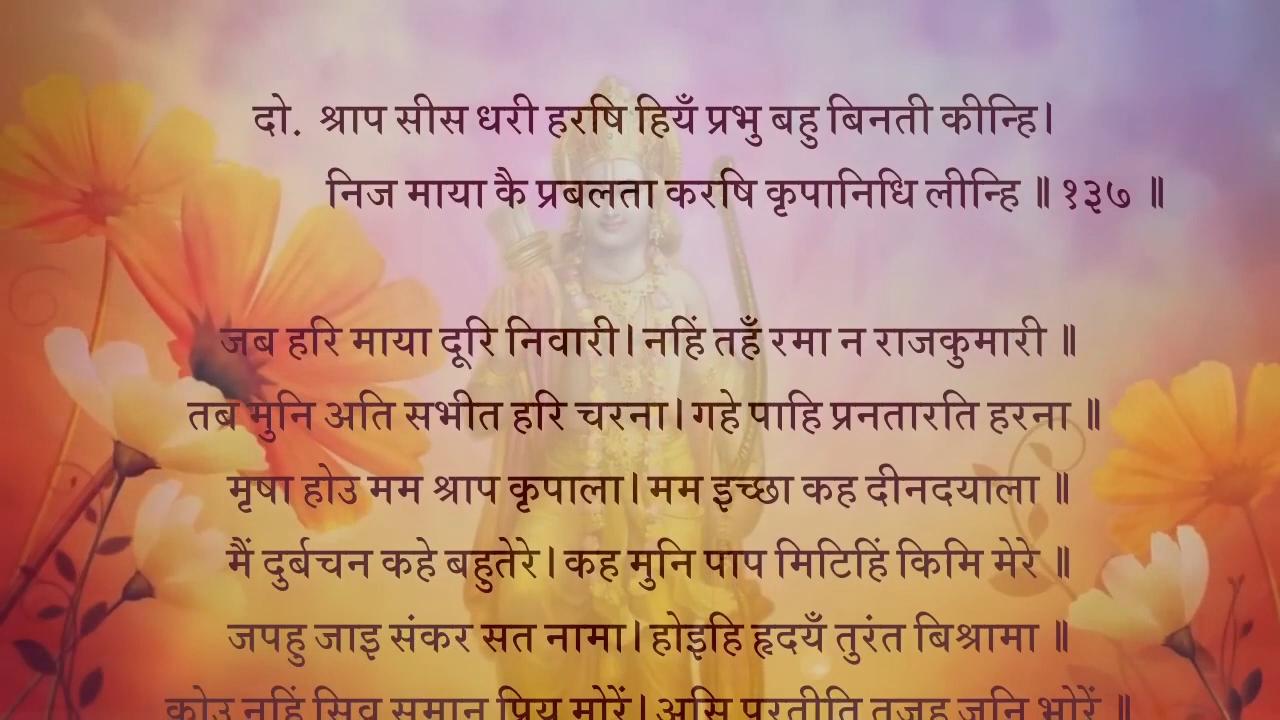 दो. श्राप सीस धरी हरषि हियँ प्रभु बहु बिनती कीन्हि।
निज माया कै प्रबलता करषि कृपानिधि लीन्हि ॥ १३७ ॥
जब हरि माया दूरि निवारी। नहिं तहँ रमा न राजकुमारी ॥
तब मुनि अति सभीत हरि चरना। गहे पाहि प्रनतारति हरना ॥
मृषा होउ मम श्राप कृपाला। मम इच्छा कह दीनदयाला ॥
मैं दुर्बचन कहे बहुतेरे। कह मुनि पाप मिटिहिं किमि मेरे ॥
जपहु जाइ संकर सत नामा। होइहि हृदयँ तुरंत बिश्रामा ॥
कोउ नहिं सिव समान प्रिय मोरें। असि परतीति तजहु जनि भोरें ॥